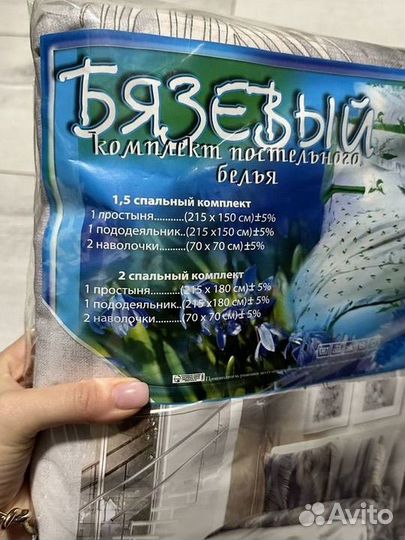 БЯЗЕВЫЙ
комплект постельного
белья
1,5 спальный комплект
1 простыня...........(215 x 150 см)±5%
1 пододеяльник..(215 x150 см)±5%
2 наволочки........(70 x 70 см)±5%
2 спальный комплект
1 простыня...........(215 x 180 см)± 5%
1 пододеяльник..(215 x180 см)± 5%
2 наволочки........(70 x 70 см)± 5%
Avito